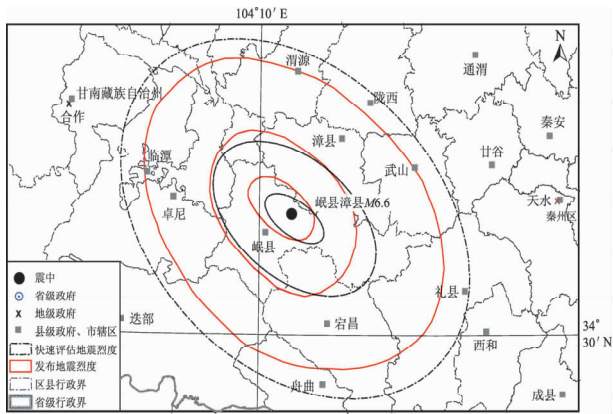 104°10′E
N
渭源
通渭
甘南藏族自治州
合作
陇西
秦安
漳县
甘谷
临潭
武山
卓尼
岷县漳县M6.6
天水
秦州区
岷县
礼县
迭部
宕昌
34°
30′N
西和
舟曲
成县
震中
省级政府
地级政府
县级政府、市辖区
快速评估地震烈度
发布地震烈度
区县行政界
省级行政界